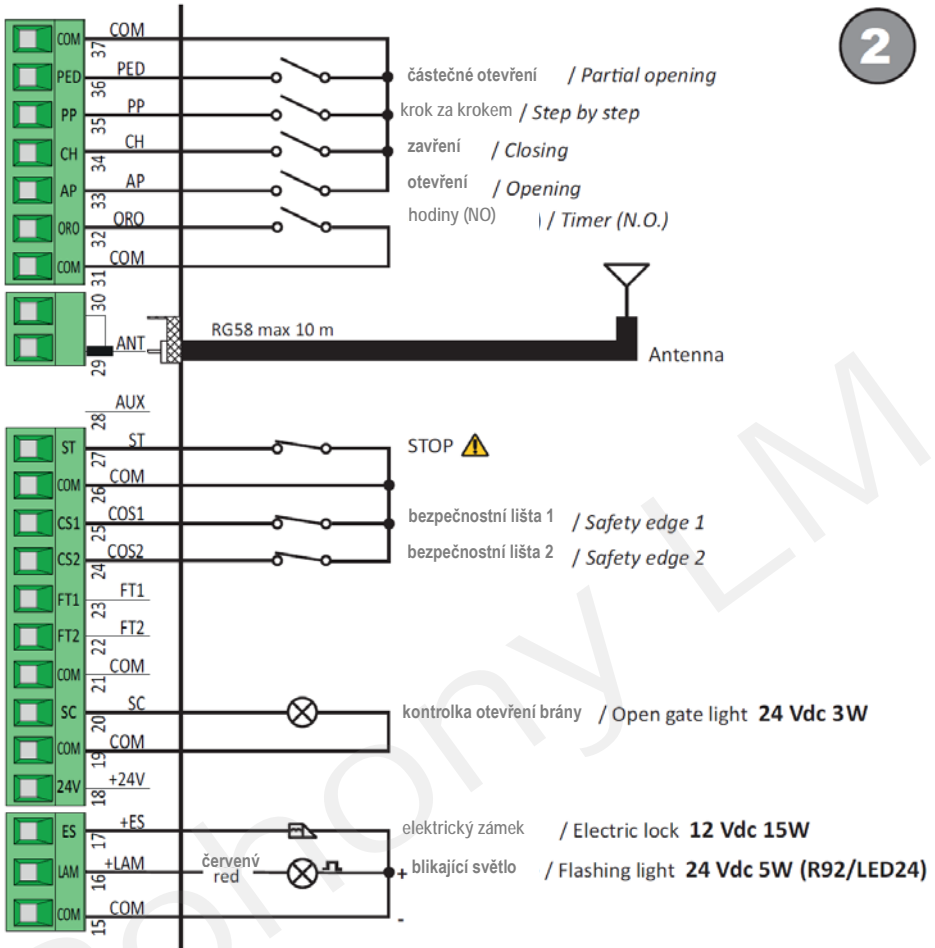 2
COM COM 37
PED PED 36 částečné otevření / Partial opening
PP PP 35 krok za krokem / Step by step
CH CH 34 zavření / Closing
AP AP 33 otevření / Opening
ORO ORO 32 hodiny (NO) ) / Timer (N.O.)
COM COM 31
30
RG58 max 10 m
ANT 29 Antenna
AUX 28
ST ST 27 STOP
COM COM 26
CS1 COS1 25 bezpečnostní lišta 1 / Safety edge 1
CS2 COS2 24 bezpečnostní lišta 2 / Safety edge 2
FT1 FT1 23
FT2 FT2 22
COM COM 21
SC SC 20 kontrolka otevření brány / Open gate light 24 Vdc 3W
COM COM 19
24V +24V 18
ES +ES 17 elektrický zámek / Electric lock 12 Vdc 15W
LAM +LAM 16 červený red + blikající světlo / Flashing light 24 Vdc 5W (R92/LED24)
COM COM 15 -